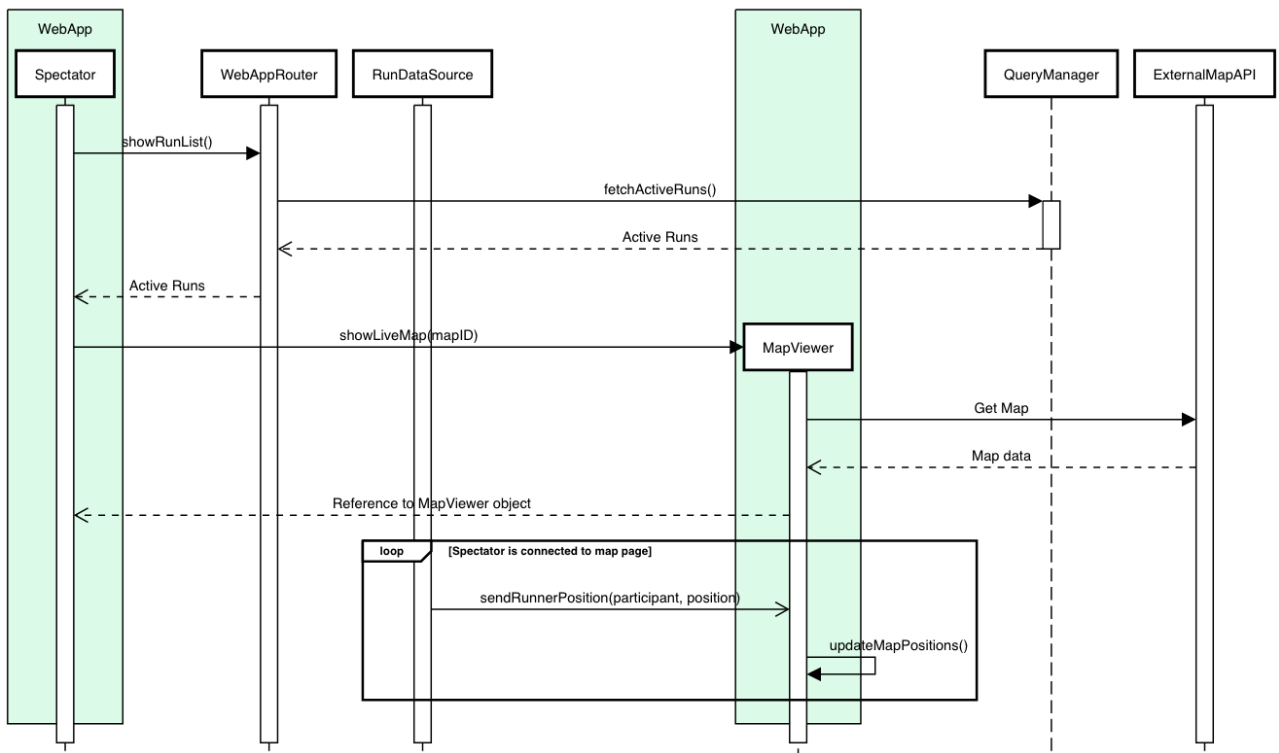 WebApp
WebApp
Spectator
WebAppRouter
RunDataSource
QueryManager
ExternalMapAPI
showRunList()
fetchActiveRuns()
Active Runs
Active Runs
showLiveMap(mapID)
MapViewer
Get Map
Map data
Reference to MapViewer object
loop
[Spectator is connected to map page]
sendRunnerPosition(participant, position)
updateMapPositions()